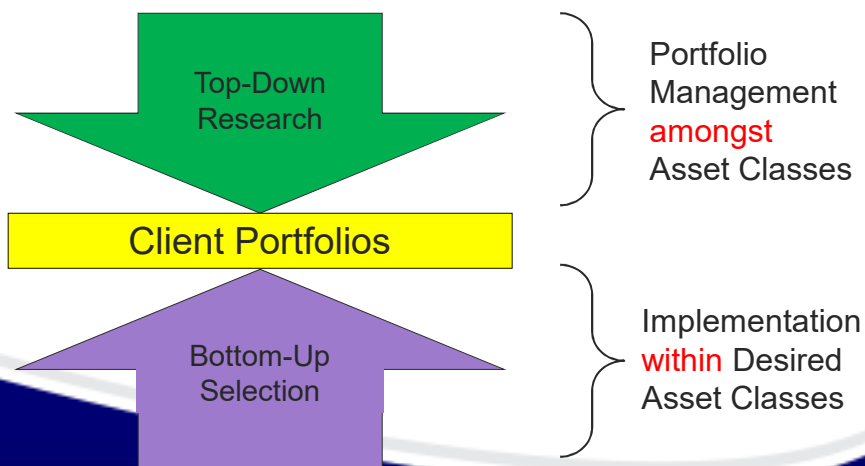 Top-Down
Research
Portfolio
Management
amongst
Asset Classes
Client Portfolios
Bottom-Up
Selection
Implementation
within Desired
Asset Classes